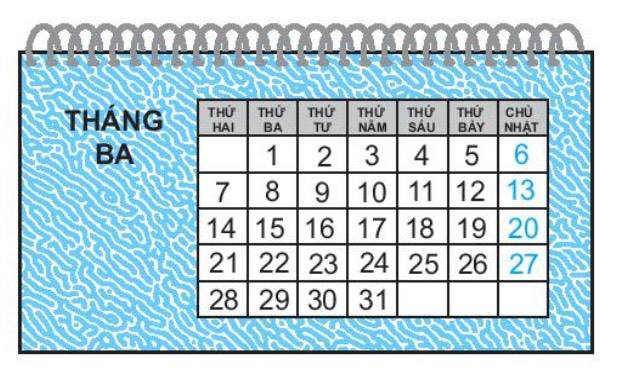 THÁNG
BA
THỨ HAI THỨ BA THỨ TƯ THỨ NĂM THỨ SÁU THỨ BẢY CHỦ NHẬT
1 2 3 4 5 6
7 8 9 10 11 12 13
14 15 16 17 18 19 20
21 22 23 24 25 26 27
28 29 30 31